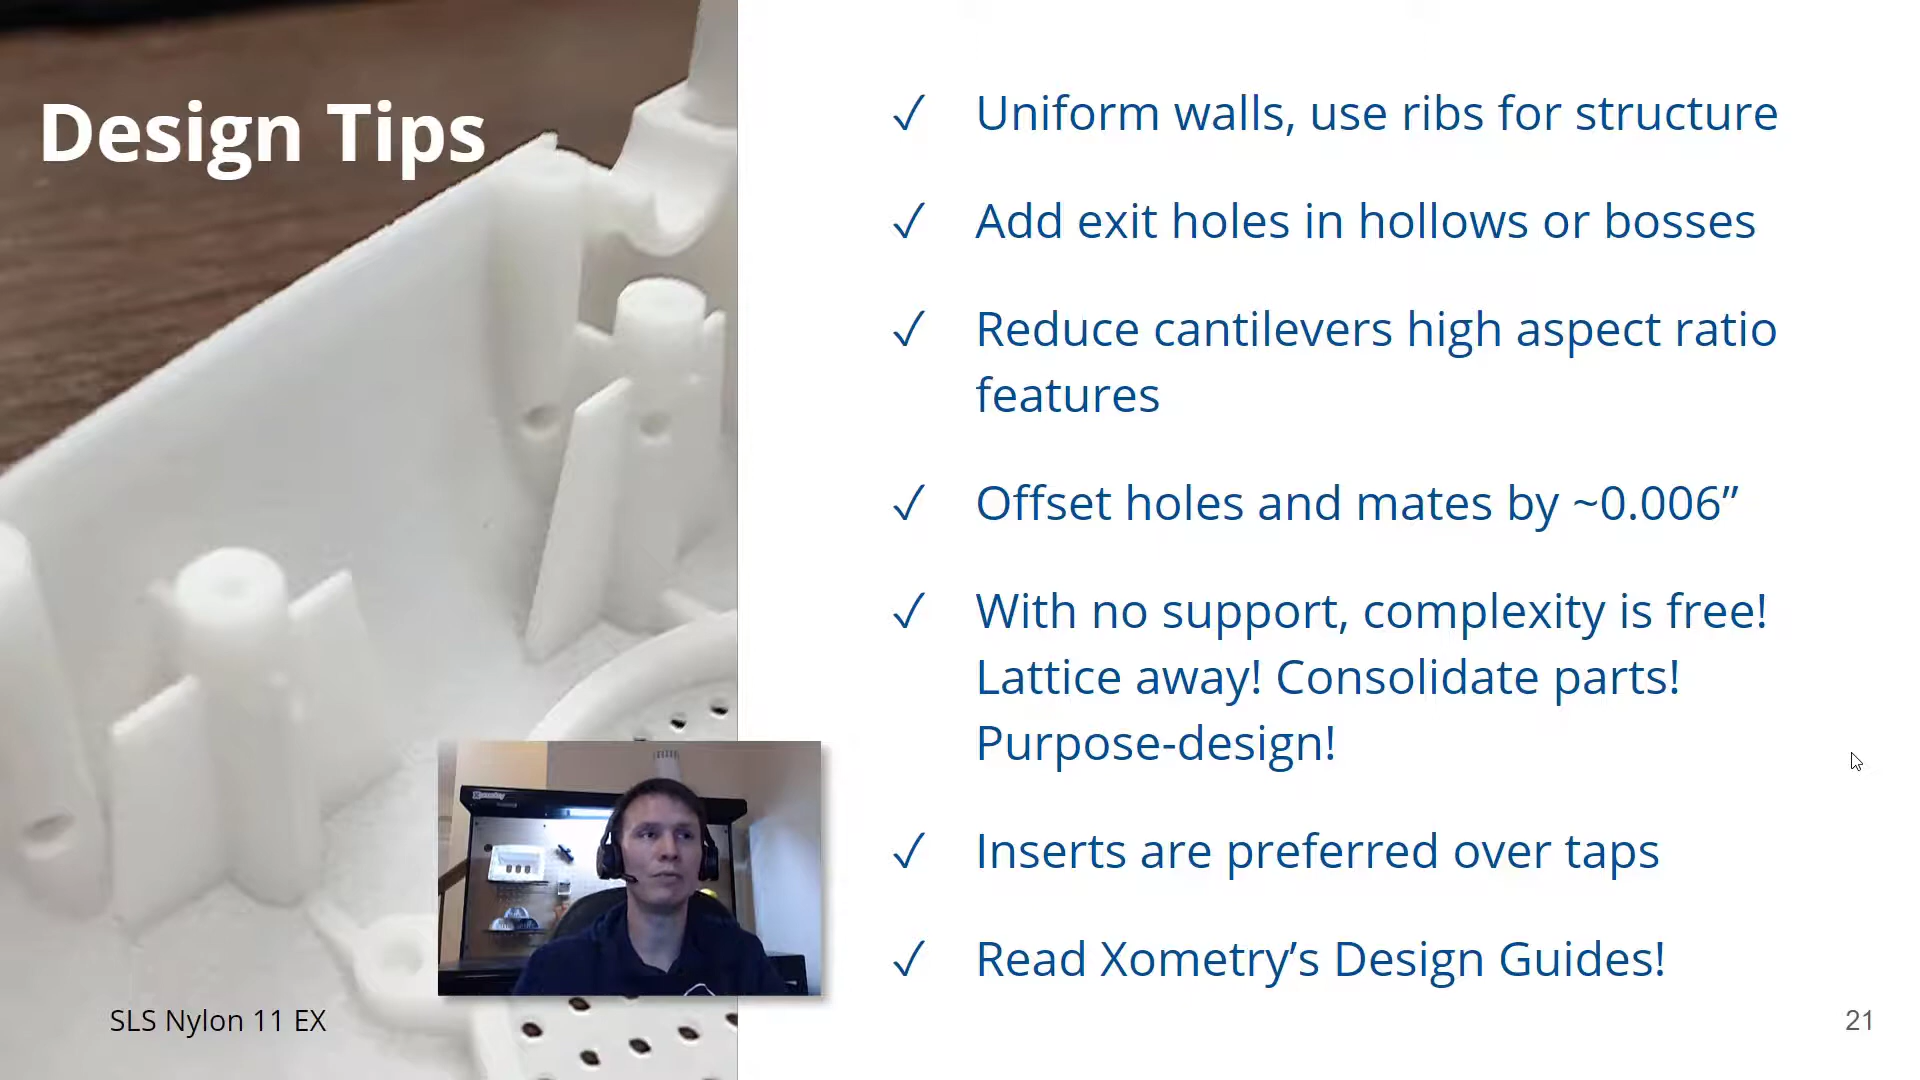 Design Tips
✓ Uniform walls, use ribs for structure
✓ Add exit holes in hollows or bosses
✓ Reduce cantilevers high aspect ratio
features
✓ Offset holes and mates by ~0.006”
✓ With no support, complexity is free!
Lattice away! Consolidate parts!
Purpose-design!
✓ Inserts are preferred over taps
✓ Read Xometry’s Design Guides!
Xometry
SLS Nylon 11 EX
21